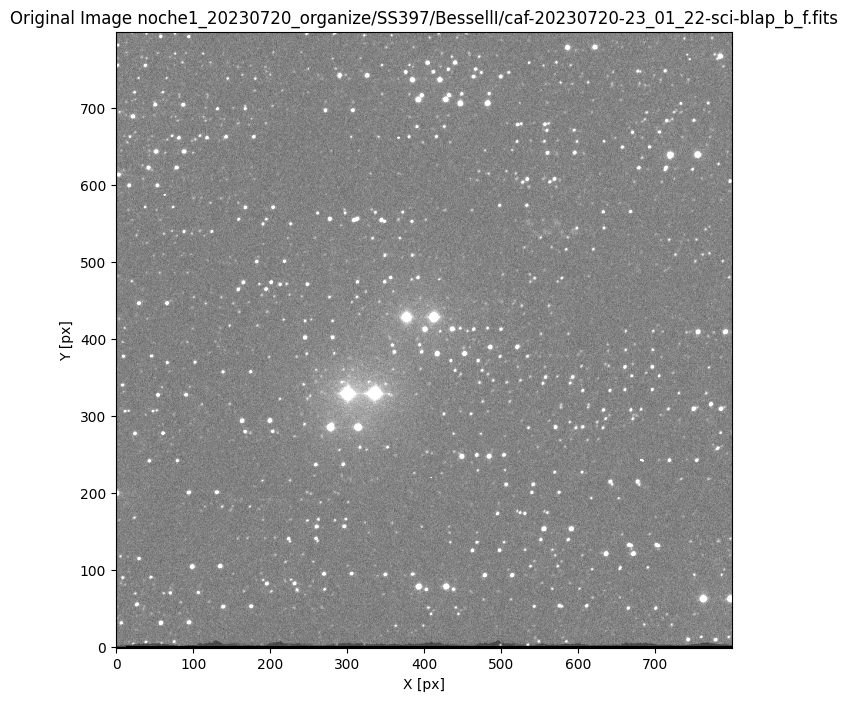 Original Image noche1_20230720_organize/SS397/BessellI/caf-20230720-23_01_22-sci-blap_b_f.fits
Y [px]
700
600
500
400
300
200
100
0
0 100 200 300 400 500 600 700
X [px]